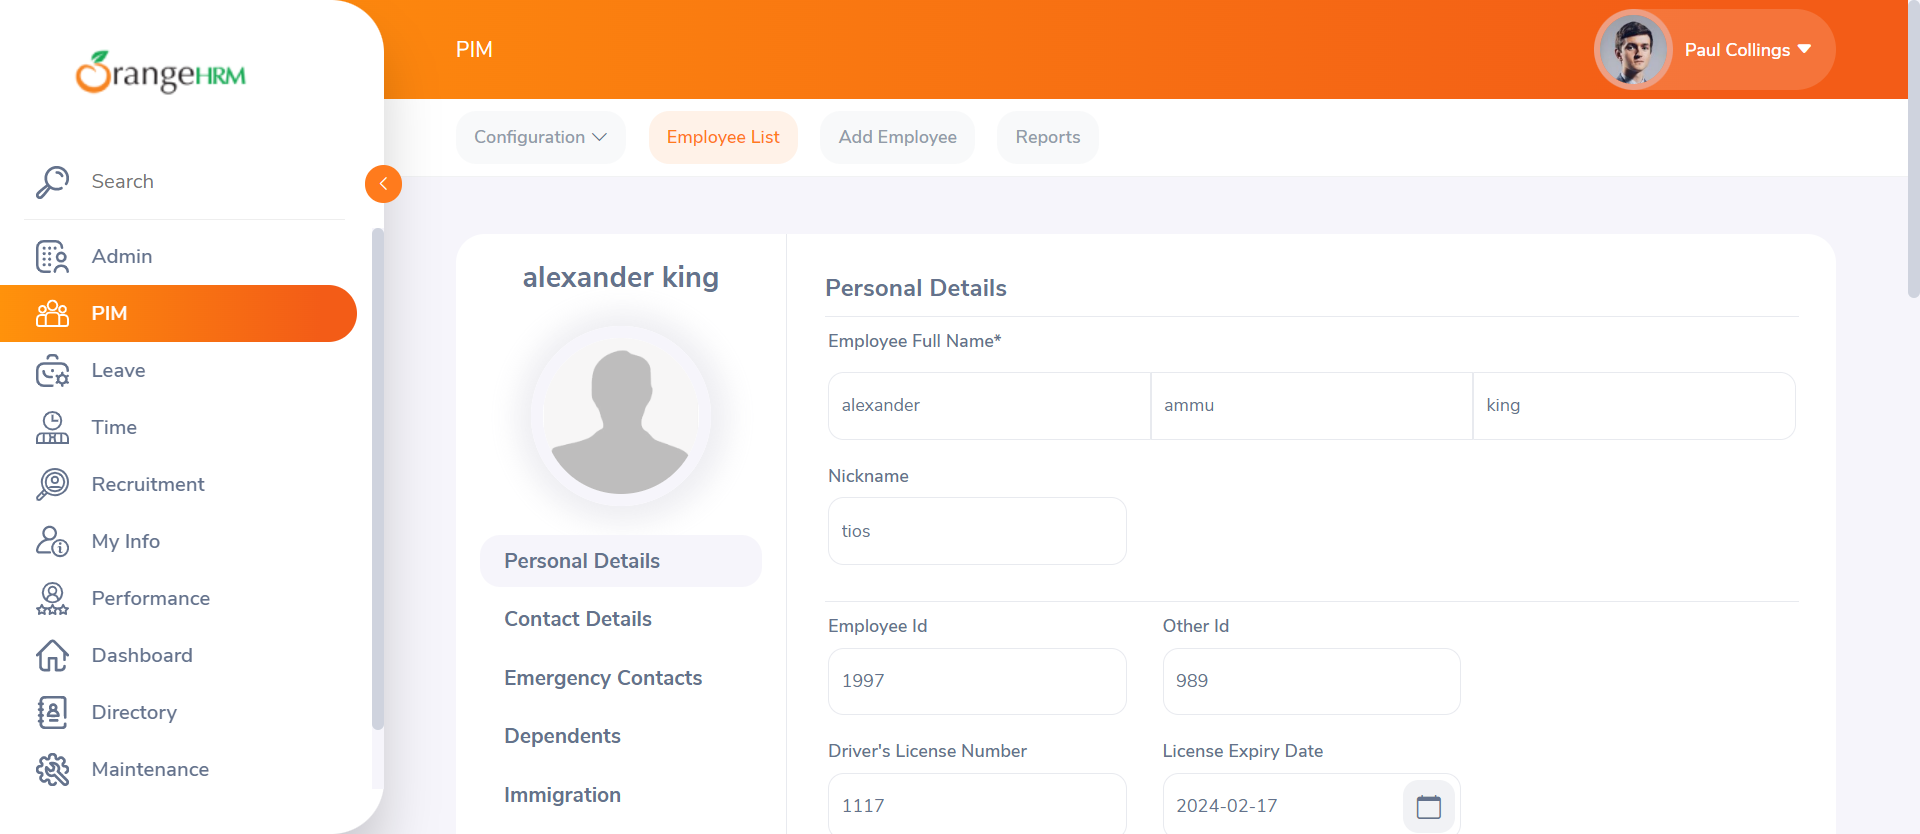 orangeHRM
PIM
Paul Collings
Configuration
Employee List
Add Employee
Reports
Search
Admin
PIM
Leave
Time
Recruitment
My Info
Performance
Dashboard
Directory
Maintenance
alexander king
Personal Details
Contact Details
Emergency Contacts
Dependents
Immigration
Personal Details
Employee Full Name*
alexander ammu king
Nickname
tios
Employee Id Other Id
1997 989
Driver's License Number License Expiry Date
1117 2024-02-17